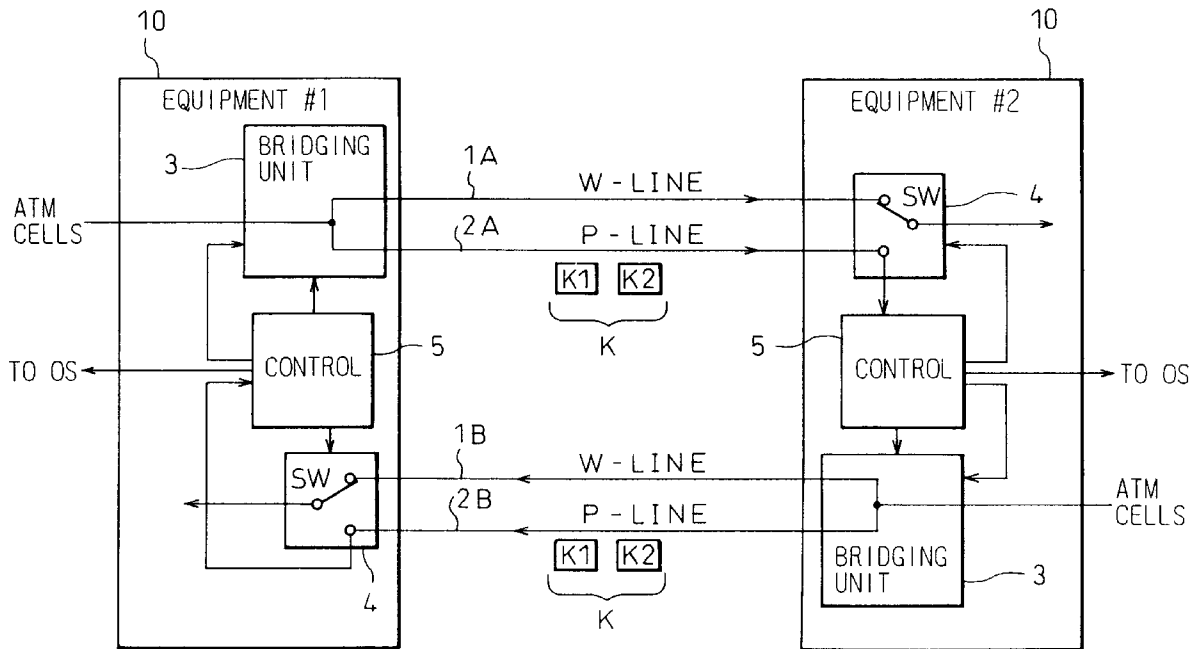 10
10
EQUIPMENT #1
EQUIPMENT #2
BRIDGING
UNIT
3
1A
W-LINE
SW
4
ATM
CELLS
2A
P-LINE
K1 K2
K
CONTROL
5
TO OS
5
CONTROL
TO OS
1B
W-LINE
SW
2B
P-LINE
ATM
CELLS
K1 K2
K
4
BRIDGING
UNIT
3